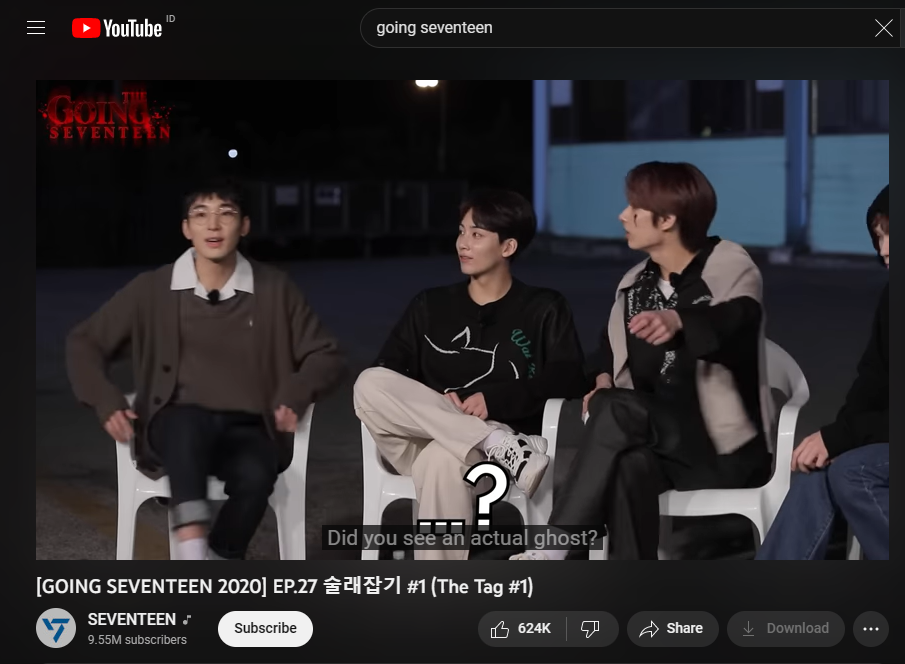 YouTube ID
going seventeen
THE
GOING
SEVENTEEN
... ?
Did you see an actual ghost?
[GOING SEVENTEEN 2020] EP.27 술래잡기 #1 (The Tag #1)
SEVENTEEN
9.55M subscribers
Subscribe
624K
Share
Download